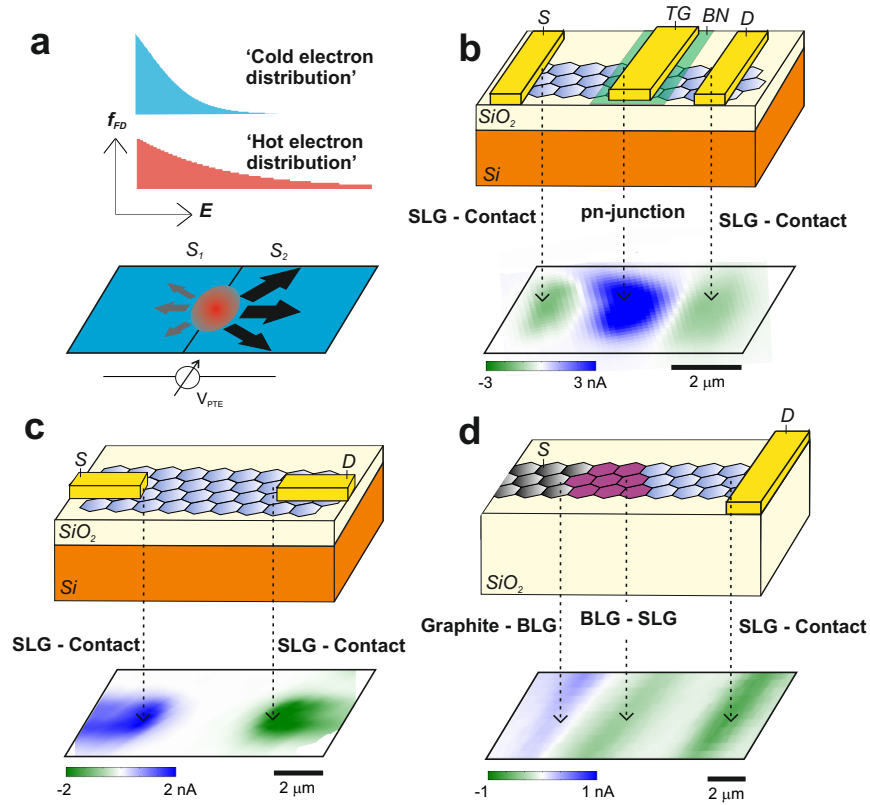 a
'Cold electron
distribution'
f_FD
'Hot electron
distribution'
E
S₁ S₂
V_PTE
b
S TG BN D
SiO₂
Si
SLG - Contact
pn-junction
SLG - Contact
-3 3 nA
2 μm
c
S
D
SiO₂
Si
SLG - Contact
SLG - Contact
-2 2 nA
2 μm
d
S
D
SiO₂
Graphite - BLG
BLG - SLG
SLG - Contact
-1 1 nA
2 μm